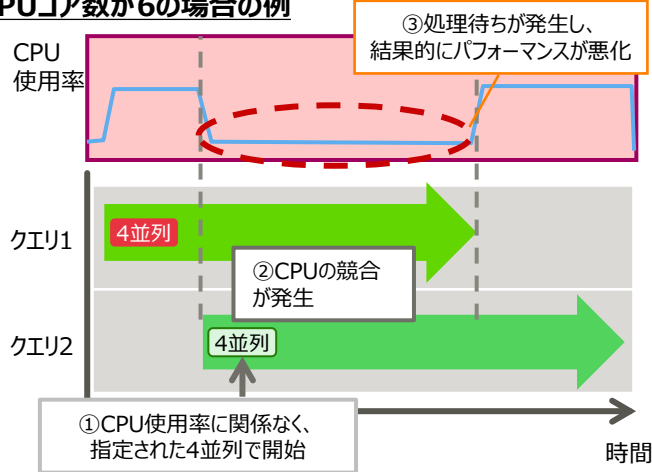 PUコア数が6の場合の例
③処理待ちが発生し、
結果的にパフォーマンスが悪化
CPU
使用率
クエリ1
4並列
②CPUの競合
が発生
クエリ2
4並列
①CPU使用率に関係なく、
指定された4並列で開始
時間